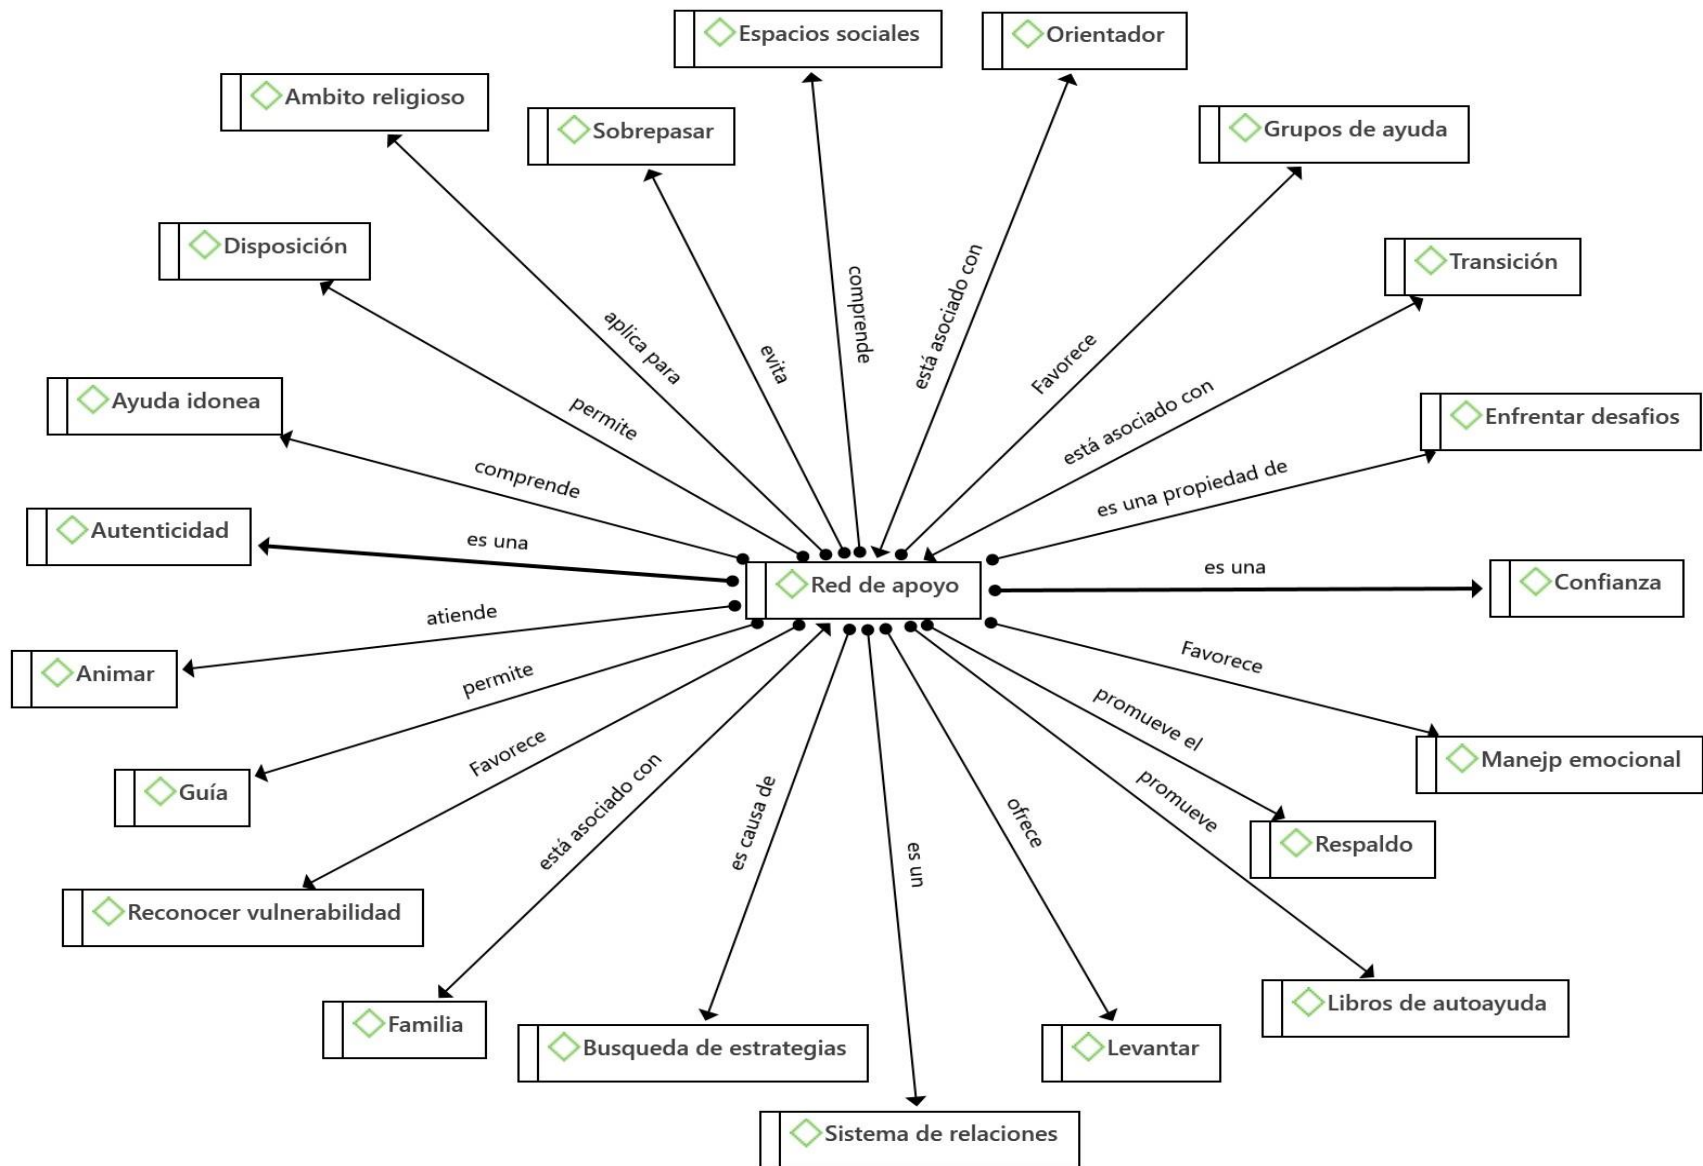 Espacios sociales
Orientador
Ambito religioso
Sobrepasar
Grupos de ayuda
Disposición
Transición
comprende
está asociado con
aplica para
evita
Favorece
Ayuda idonea
permite
está asociado con
Enfrentar desafios
comprende
es una propiedad de
Autenticidad
es una
Red de apoyo
es una
Confianza
atiende
Animar
permite
Favorece
Guía
Favorece
promueve el
Manejp emocional
está asociado con
es causa de
es un
ofrece
promueve
Respaldo
Reconocer vulnerabilidad
Familia
Busqueda de estrategias
Levantar
Libros de autoayuda
Sistema de relaciones